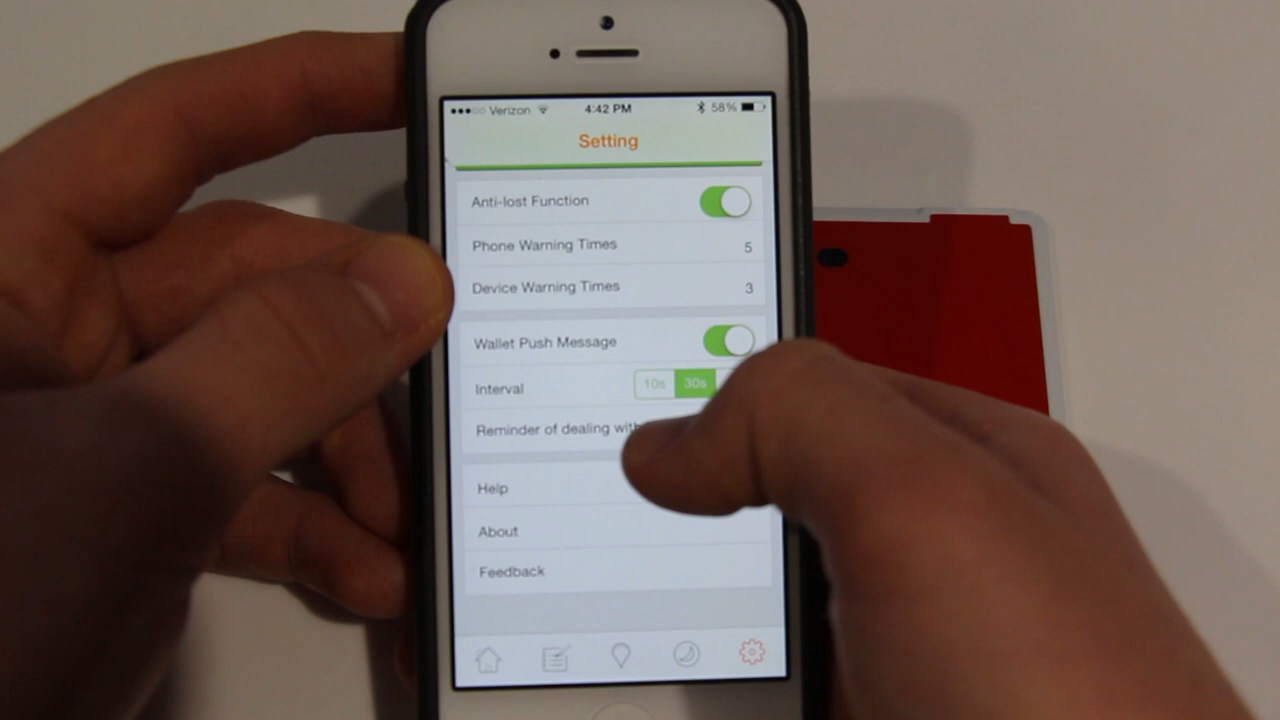 Verizon 4:42 PM 58%
Setting
Anti-lost Function
Phone Warning Times 5
Device Warning Times 3
Wallet Push Message
Interval 10s 30s
Reminder of dealing with
Help
About
Feedback